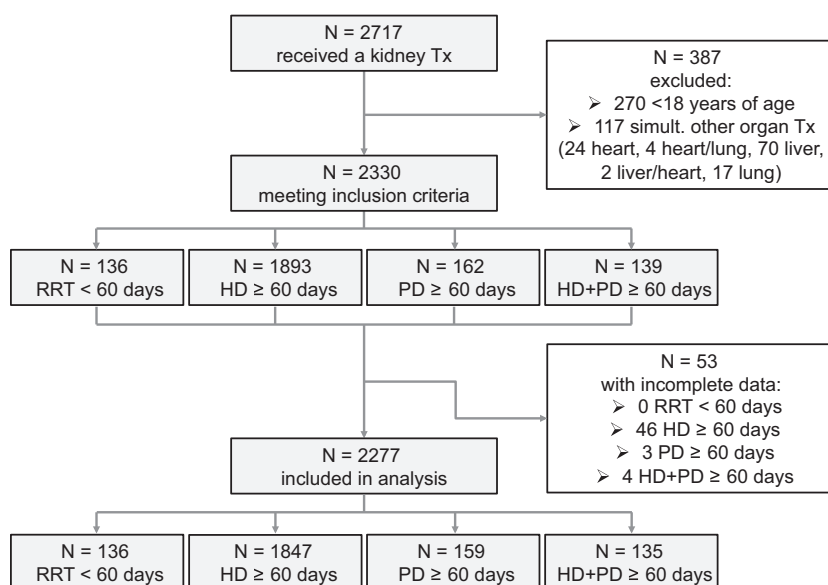 N = 2717
received a kidney Tx
N = 387
excluded:
➢ 270 <18 years of age
➢ 117 simult. other organ Tx
(24 heart, 4 heart/lung, 70 liver,
2 liver/heart, 17 lung)
N = 2330
meeting inclusion criteria
N = 136
RRT < 60 days
N = 1893
HD ≥ 60 days
N = 162
PD ≥ 60 days
N = 139
HD+PD ≥ 60 days
N = 53
with incomplete data:
➢ 0 RRT < 60 days
➢ 46 HD ≥ 60 days
➢ 3 PD ≥ 60 days
➢ 4 HD+PD ≥ 60 days
N = 2277
included in analysis
N = 136
RRT < 60 days
N = 1847
HD ≥ 60 days
N = 159
PD ≥ 60 days
N = 135
HD+PD ≥ 60 days